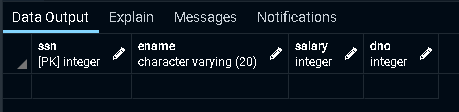 Data Output Explain Messages Notifications
ssn ename salary dno
[PK] integer character varying (20) integer integer